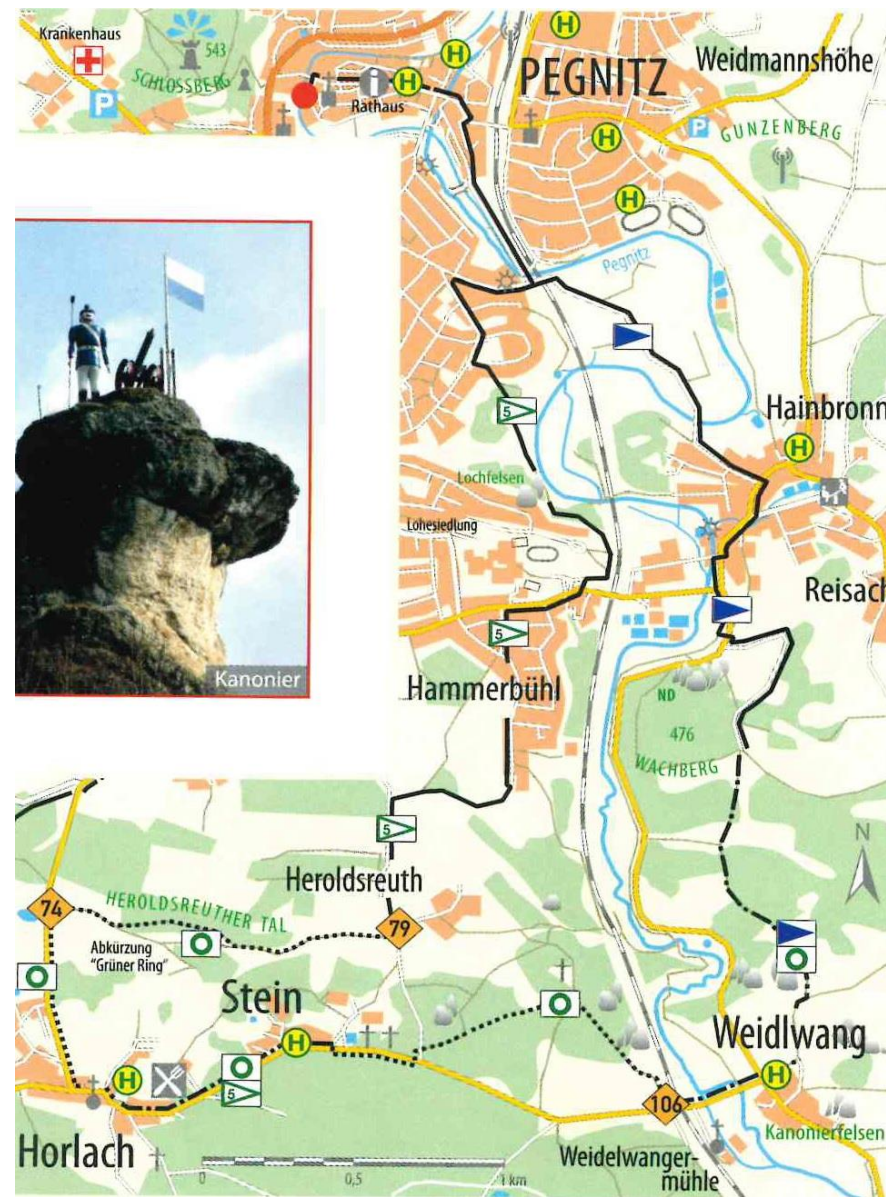 Krankenhaus
543
SCHLOSSBERG
P
i
Rathaus
H
H
H
PEGNITZ
Weidmannshöhe
H
P
GUNZENBERG
H
Pegnitz
5
Hainbronn
H
Lochfelsen
Lohesiedlung
Reisach
5
Hammerbühl
Kanonier
ND
476
WACHBERG
N
5
Heroldsreuth
74
HEROLDSREUTHER TAL
79
Abkürzung
"Grüner Ring"
Stein
H
Weidlwang
H
H
5
106
Kanonierfelsen
Horlach
Weidelwanger-
mühle
0
0,5
1 km